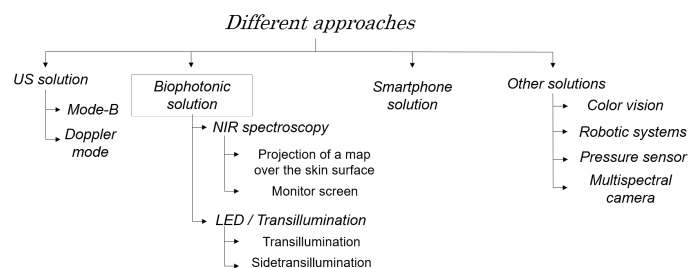 Different approaches
US solution
Mode-B
Doppler
mode
Biophotonic
solution
NIR spectroscopy
Projection of a map
over the skin surface
Monitor screen
LED / Transillumination
Transillumination
Sidetransillumination
Smartphone
solution
Other solutions
Color vision
Robotic systems
Pressure sensor
Multispectral
camera